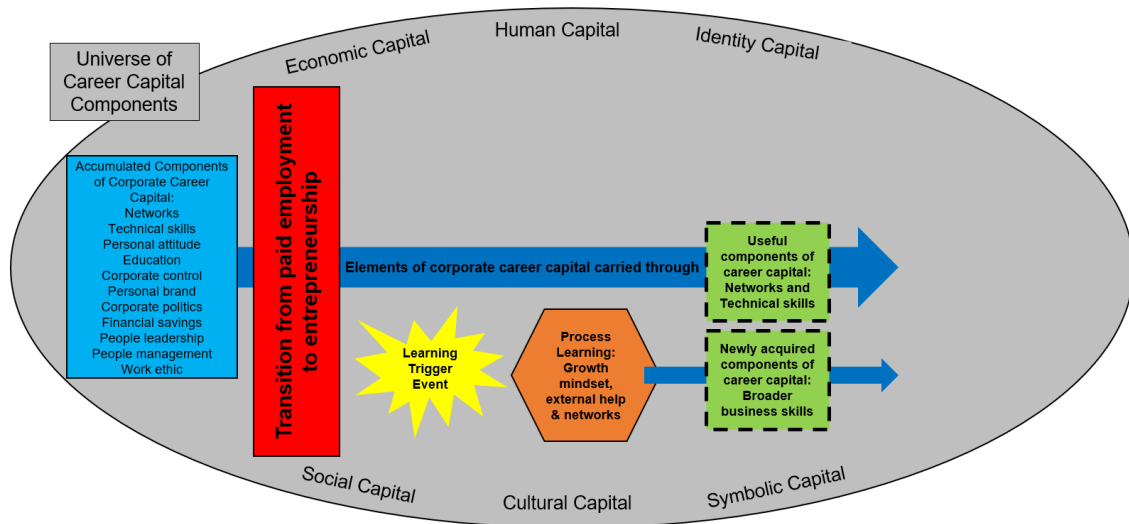 Economic Capital
Human Capital
Identity Capital
Universe of
Career Capital
Components
Accumulated Components
of Corporate Career
Capital:
Networks
Technical skills
Personal attitude
Education
Corporate control
Personal brand
Corporate politics
Financial savings
People leadership
People management
Work ethic
Transition from paid employment
to entrepreneurship
Elements of corporate career capital carried through
Useful
components of
career capital:
Networks and
Technical skills
Learning
Trigger
Event
Process
Learning:
Growth
mindset,
external help
& networks
Newly acquired
components of
career capital:
Broader
business skills
Social Capital
Cultural Capital
Symbolic Capital